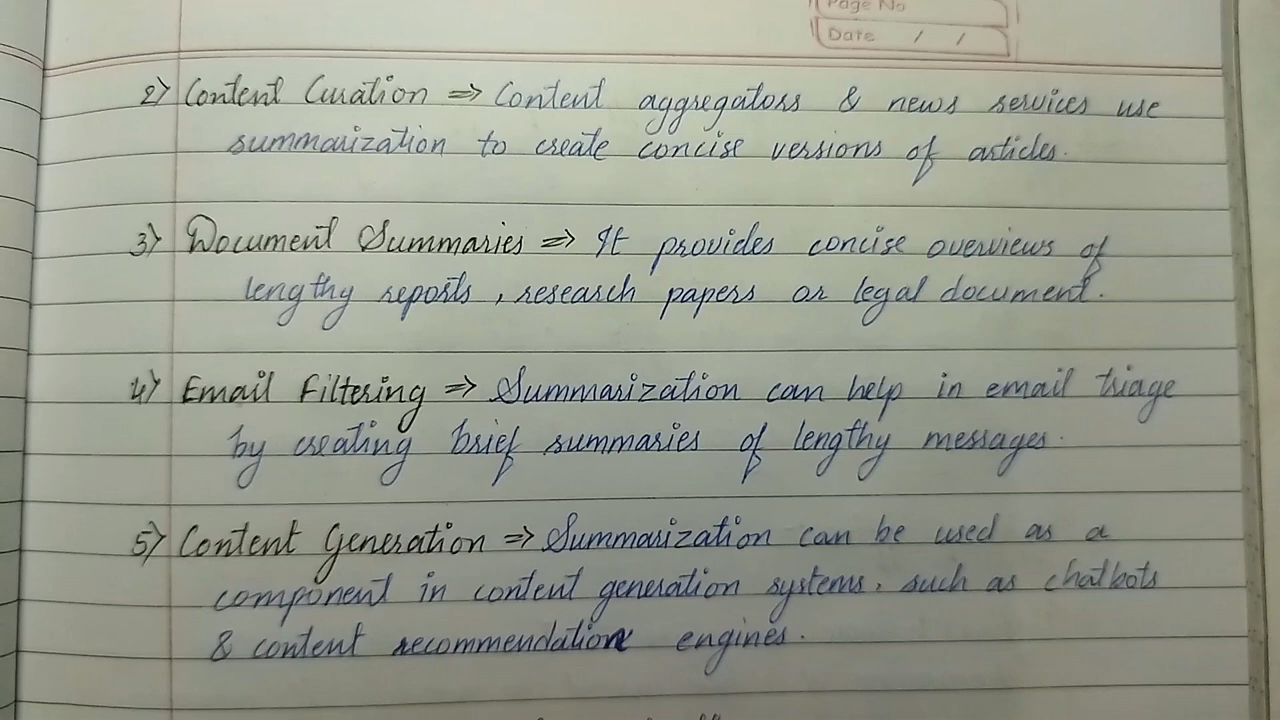 Page No
Date / /
2) Content Curation => Content aggregators & news services use
summarization to create concise versions of articles.
3) Document Summaries => It provides concise overviews of
lengthy reports, research papers or legal document.
4) Email Filtering => Summarization can help in email triage
by creating brief summaries of lengthy messages.
5) Content Generation => Summarization can be used as a
component in content generation systems, such as chatbots
& content recommendation engines.